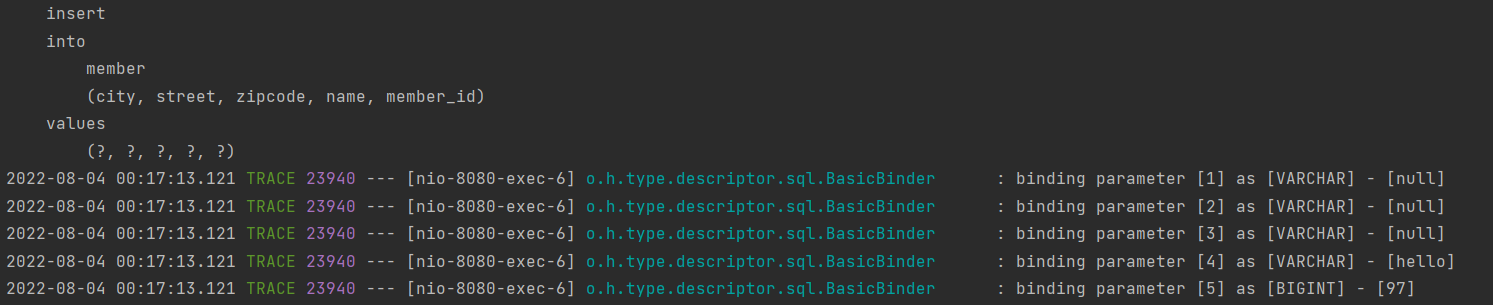 insert
into
member
(city, street, zipcode, name, member_id)
values
(?, ?, ?, ?, ?)
2022-08-04 00:17:13.121 TRACE 23940 --- [nio-8080-exec-6] o.h.type.descriptor.sql.BasicBinder      : binding parameter [1] as [VARCHAR] - [null]
2022-08-04 00:17:13.121 TRACE 23940 --- [nio-8080-exec-6] o.h.type.descriptor.sql.BasicBinder      : binding parameter [2] as [VARCHAR] - [null]
2022-08-04 00:17:13.121 TRACE 23940 --- [nio-8080-exec-6] o.h.type.descriptor.sql.BasicBinder      : binding parameter [3] as [VARCHAR] - [null]
2022-08-04 00:17:13.121 TRACE 23940 --- [nio-8080-exec-6] o.h.type.descriptor.sql.BasicBinder      : binding parameter [4] as [VARCHAR] - [hello]
2022-08-04 00:17:13.121 TRACE 23940 --- [nio-8080-exec-6] o.h.type.descriptor.sql.BasicBinder      : binding parameter [5] as [BIGINT] - [97]